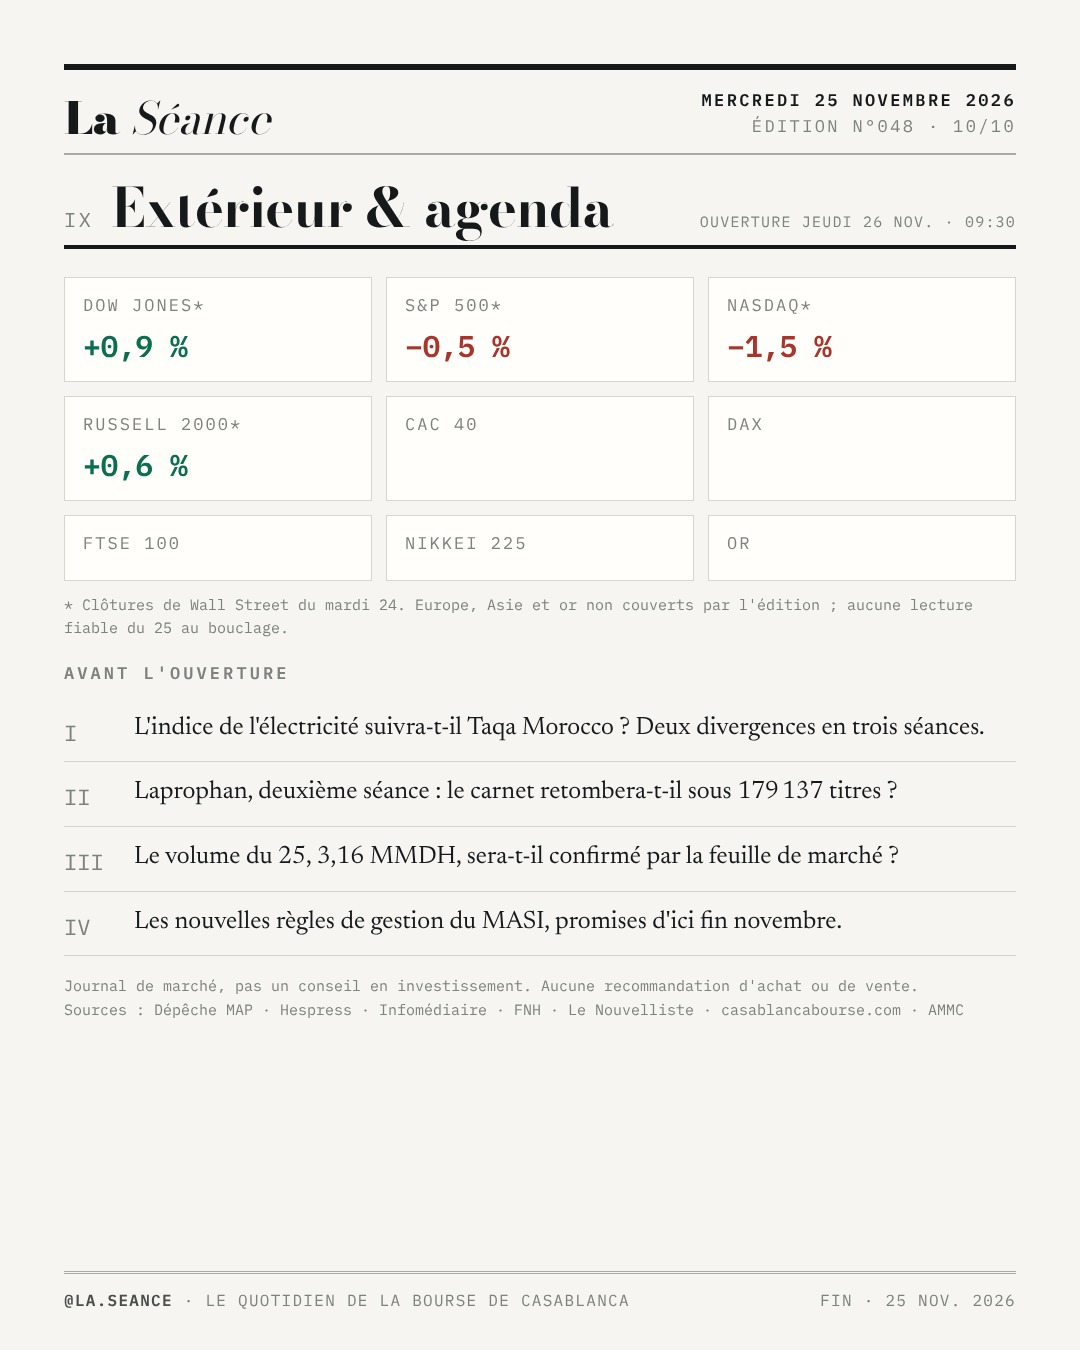 La Séance
MERCREDI 25 NOVEMBRE 2026
ÉDITION N°048 · 10/10
IX Extérieur & agenda
OUVERTURE JEUDI 26 NOV. · 09:30
DOW JONES*
+0,9 %
S&P 500*
−0,5 %
NASDAQ*
−1,5 %
RUSSELL 2000*
+0,6 %
CAC 40
DAX
FTSE 100
NIKKEI 225
OR
* Clôtures de Wall Street du mardi 24. Europe, Asie et or non couverts par l'édition ; aucune lecture
fiable du 25 au bouclage.
AVANT L'OUVERTURE
I L'indice de l'électricité suivra-t-il Taqa Morocco ? Deux divergences en trois séances.
II Laprophan, deuxième séance : le carnet retombera-t-il sous 179 137 titres ?
III Le volume du 25, 3,16 MMDH, sera-t-il confirmé par la feuille de marché ?
IV Les nouvelles règles de gestion du MASI, promises d'ici fin novembre.
Journal de marché, pas un conseil en investissement. Aucune recommandation d'achat ou de vente.
Sources : Dépêche MAP · Hespress · Infomédiaire · FNH · Le Nouvelliste · casablancabourse.com · AMMC
@LA.SEANCE · LE QUOTIDIEN DE LA BOURSE DE CASABLANCA
FIN · 25 NOV. 2026